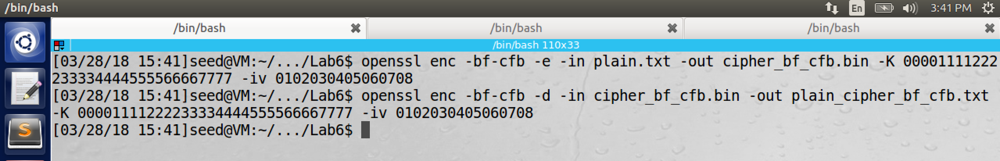 /bin/bash En 3:41 PM
/bin/bash /bin/bash /bin/bash
/bin/bash 110x33
[03/28/18 15:41]seed@VM:~/.../Lab6$ openssl enc -bf-cfb -e -in plain.txt -out cipher_bf_cfb.bin -K 00001111222
233334444555566667777 -iv 0102030405060708
[03/28/18 15:41]seed@VM:~/.../Lab6$ openssl enc -bf-cfb -d -in cipher_bf_cfb.bin -out plain_cipher_bf_cfb.txt
-K 00001111222233334444555566667777 -iv 0102030405060708
[03/28/18 15:41]seed@VM:~/.../Lab6$